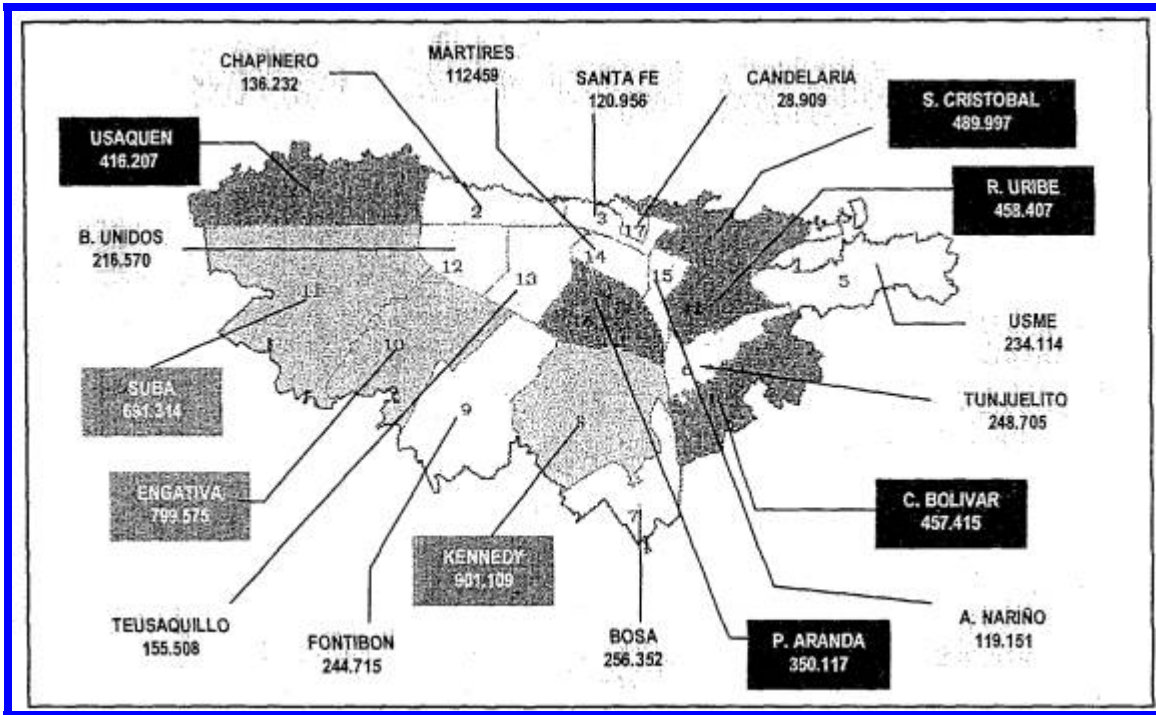 CHAPINERO
136.232
MARTIRES
112459
SANTA FE
120.956
CANDELARIA
28.909
S. CRISTOBAL
489.997
USAQUEN
416.207
R. URIBE
458.407
B. UNIDOS
216.570
2
3
17
14
12
13
15
5
11
10
9
8
7
USME
234.114
SUBA
691.314
TUNJUELITO
248.705
ENGATIVA
799.575
C. BOLIVAR
457.415
KENNEDY
901.109
TEUSAQUILLO
155.508
FONTIBON
244.715
BOSA
256.352
P. ARANDA
350.117
A. NARIÑO
119.151